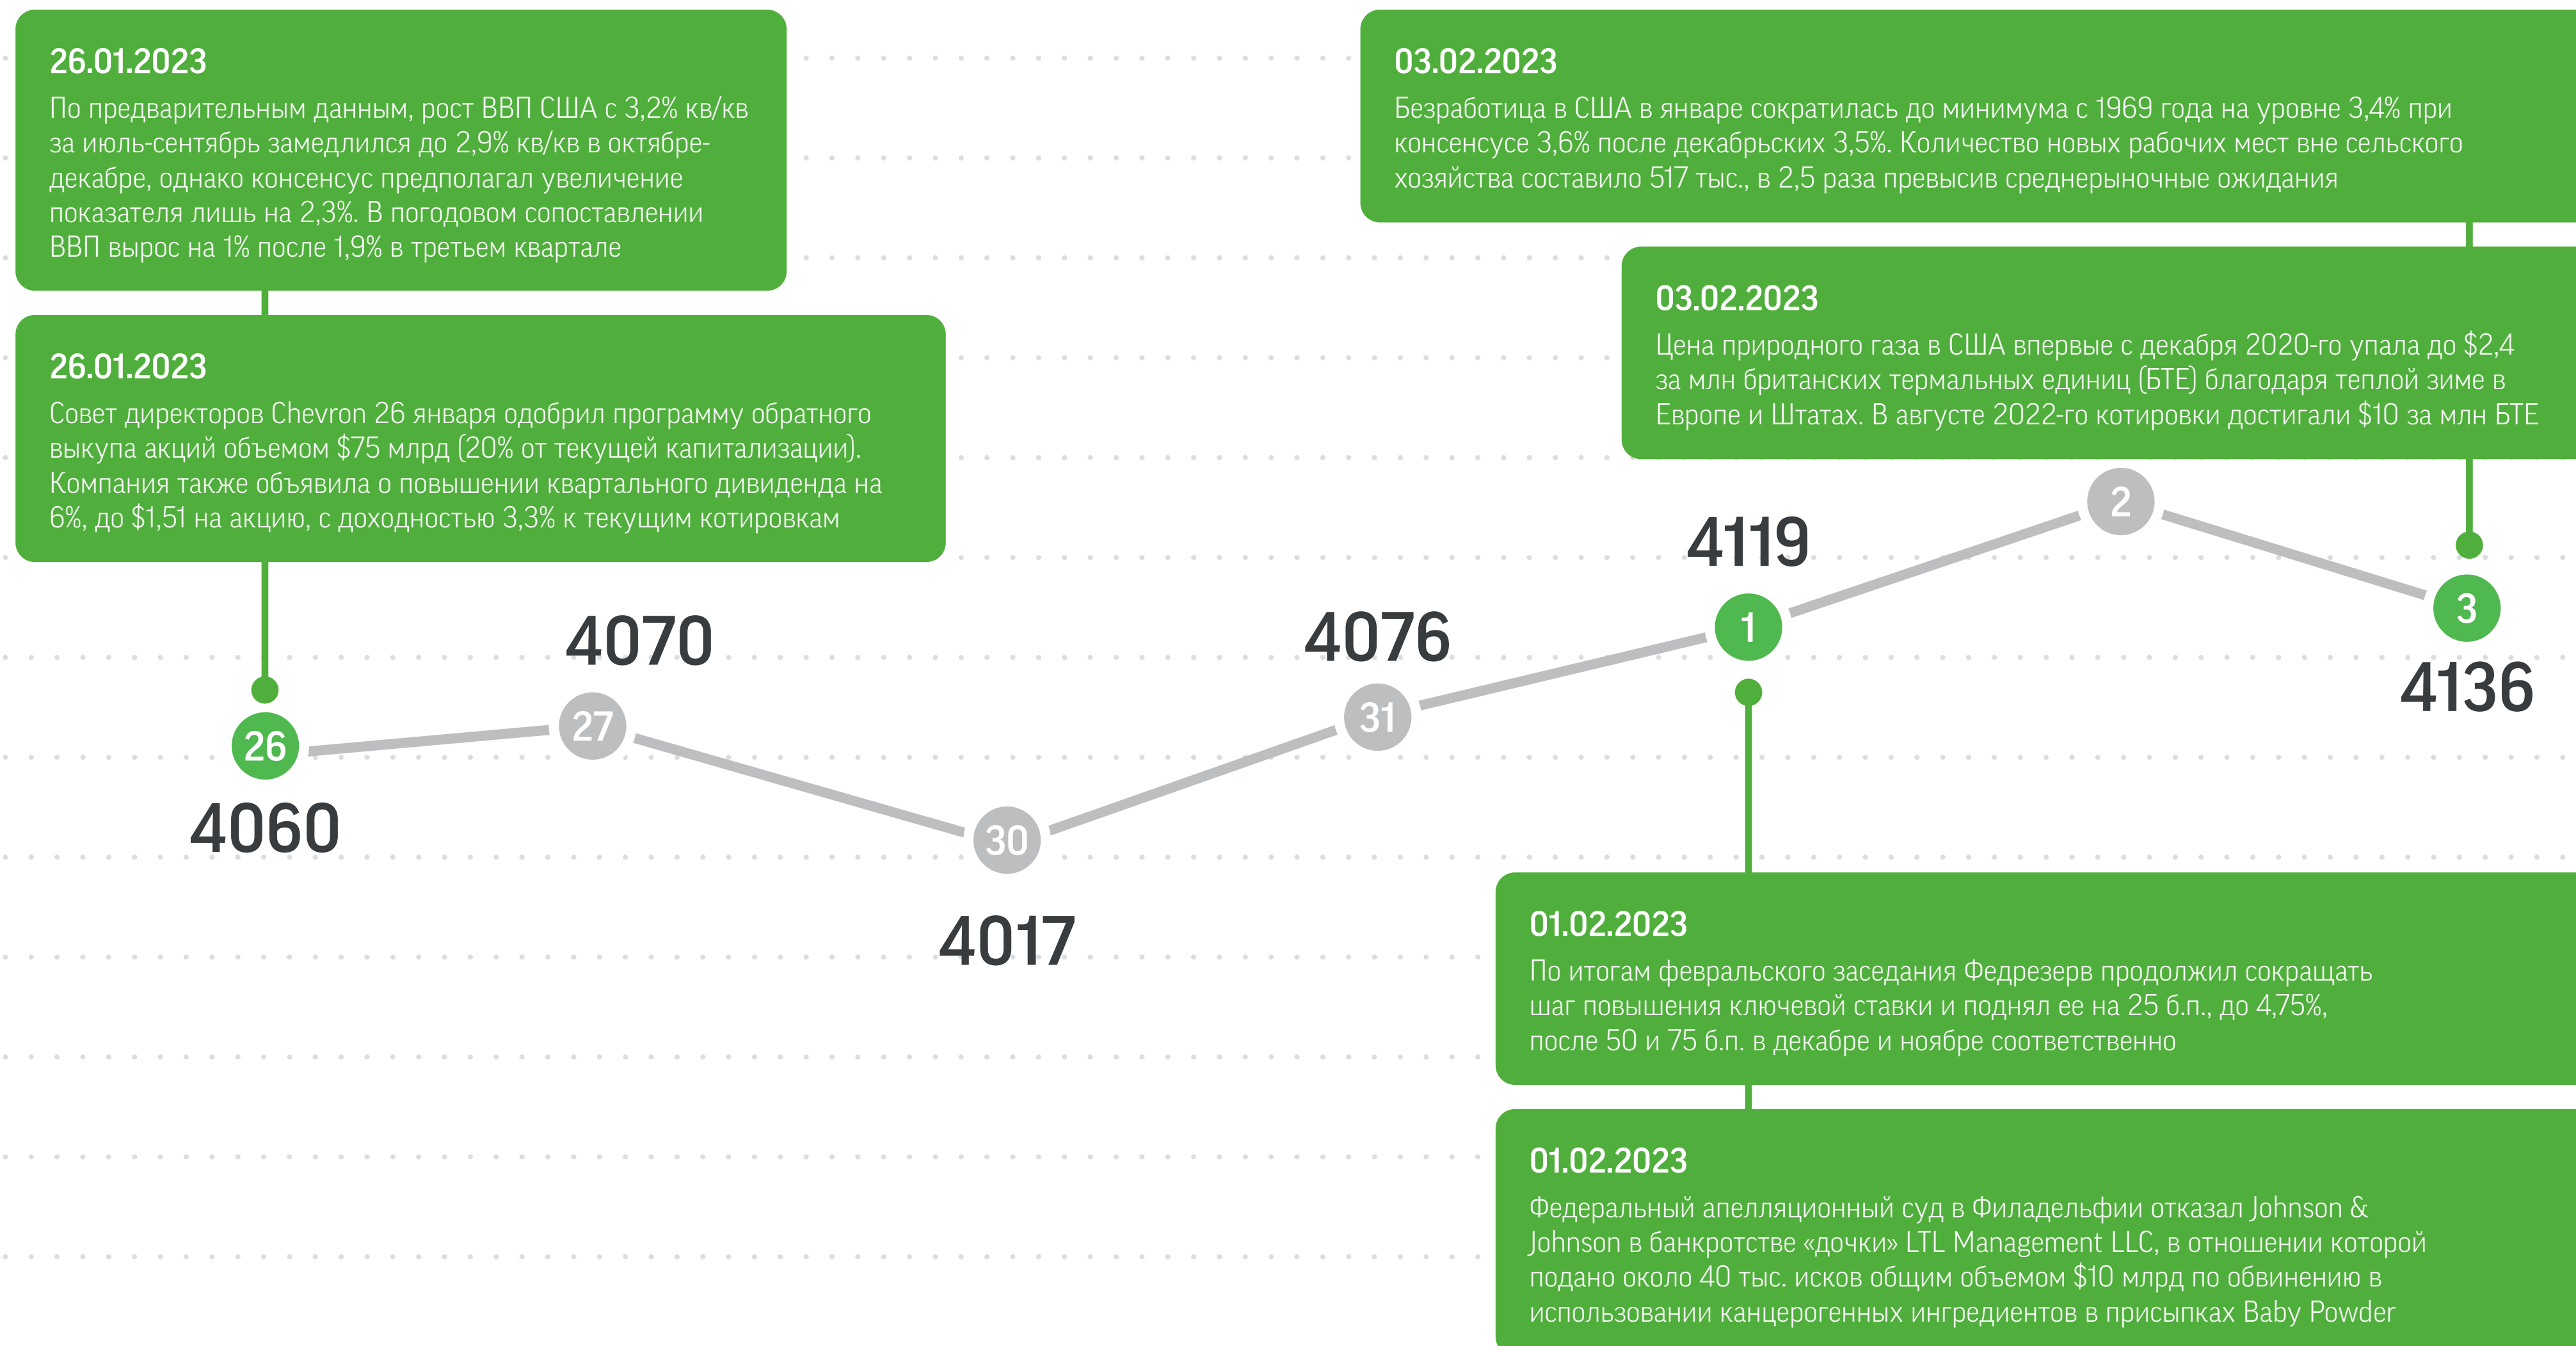 26.01.2023
По предварительным данным, рост ВВП США с 3,2% кв/кв
за июль-сентябрь замедлился до 2,9% кв/кв в октябре-
декабре, однако консенсус предполагал увеличение
показателя лишь на 2,3%. В погодовом сопоставлении
ВВП вырос на 1% после 1,9% в третьем квартале
26.01.2023
Совет директоров Chevron 26 января одобрил программу обратного
выкупа акций объемом $75 млрд (20% от текущей капитализации).
Компания также объявила о повышении квартального дивиденда на
6%, до $1,51 на акцию, с доходностью 3,3% к текущим котировкам
03.02.2023
Безработица в США в январе сократилась до минимума с 1969 года на уровне 3,4% при
консенсусе 3,6% после декабрьских 3,5%. Количество новых рабочих мест вне сельского
хозяйства составило 517 тыс., в 2,5 раза превысив среднерыночные ожидания
03.02.2023
Цена природного газа в США впервые с декабря 2020-го упала до $2,4
за млн британских термальных единиц (БТЕ) благодаря теплой зиме в
Европе и Штатах. В августе 2022-го котировки достигали $10 за млн БТЕ
26
4060
27
4070
30
4017
31
4076
1
4119
2
3
4136
01.02.2023
По итогам февральского заседания Федрезерв продолжил сокращать
шаг повышения ключевой ставки и поднял ее на 25 б.п., до 4,75%,
после 50 и 75 б.п. в декабре и ноябре соответственно
01.02.2023
Федеральный апелляционный суд в Филадельфии отказал Johnson &
Johnson в банкротстве «дочки» LTL Management LLC, в отношении которой
подано около 40 тыс. исков общим объемом $10 млрд по обвинению в
использовании канцерогенных ингредиентов в присыпках Baby Powder